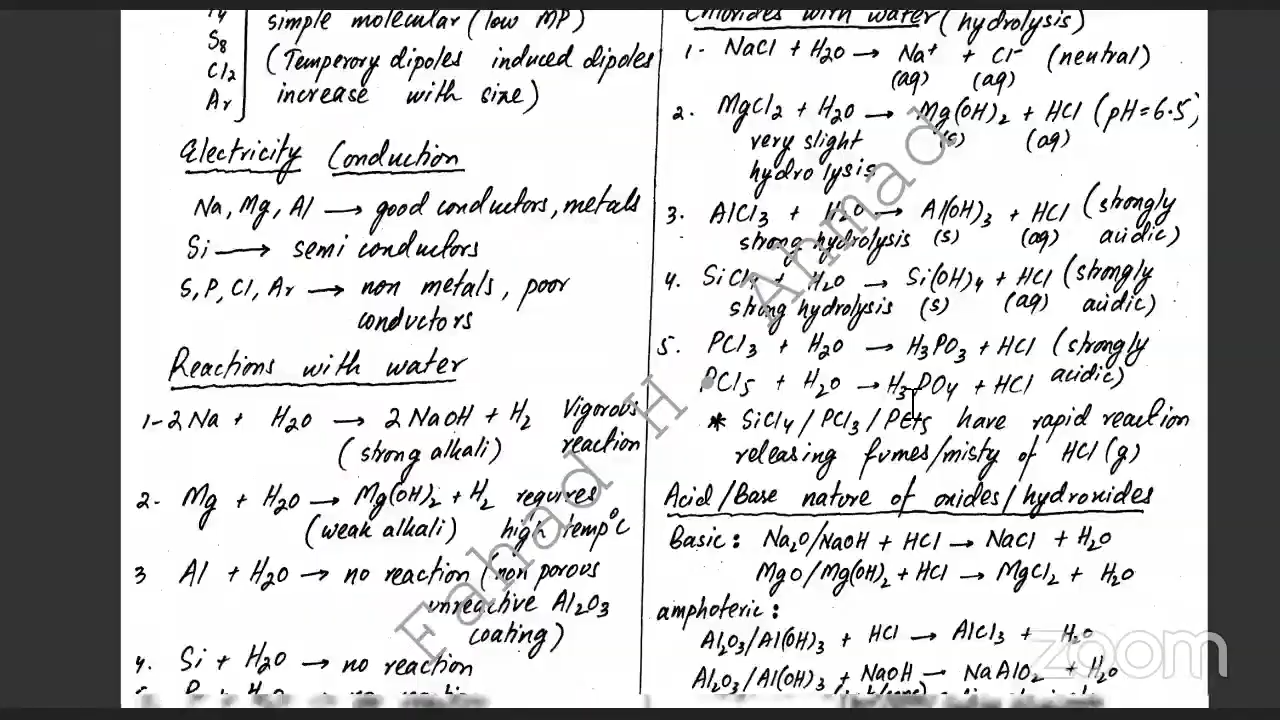 S8
Cl2
Ar
simple molecular (low MP)
(Temperory dipoles induced dipoles
increase with size)
Electricity Conduction
Na, Mg, Al → good conductors, metals
Si → semi conductors
S, P, Cl, Ar → non metals, poor
conductors
Reactions with water
1- 2Na + H2O → 2NaOH + H2 Vigorous
(strong alkali) reaction
2- Mg + H2O → Mg(OH)2 + H2 requires
(weak alkali) high temp°C
3 Al + H2O → no reaction (non porous
unreactive Al2O3
coating)
4. Si + H2O → no reaction
Chlorides with water (hydrolysis)
1- NaCl + H2O → Na+ + Cl- (neutral)
(aq) (aq)
2. MgCl2 + H2O → Mg(OH)2 + HCl (pH=6.5)
very slight (s) (aq)
hydrolysis
3. AlCl3 + H2O → Al(OH)3 + HCl (strongly
strong hydrolysis (s) (aq) acidic)
4. SiCl4 + H2O → Si(OH)4 + HCl (strongly
strong hydrolysis (s) (aq) acidic)
5. PCl3 + H2O → H3PO3 + HCl (strongly
PCl5 + H2O → H3PO4 + HCl acidic)
* SiCl4/PCl3/PCl5 have rapid reaction
releasing fumes/misty of HCl(g)
Acid/Base nature of oxides/hydroxides
Basic: Na2O/NaOH + HCl → NaCl + H2O
MgO/Mg(OH)2 + HCl → MgCl2 + H2O
amphoteric:
Al2O3/Al(OH)3 + HCl → AlCl3 + H2O
Al2O3/Al(OH)3 + NaOH → NaAlO2 + H2O
Fahad H. Ahmad
zoom